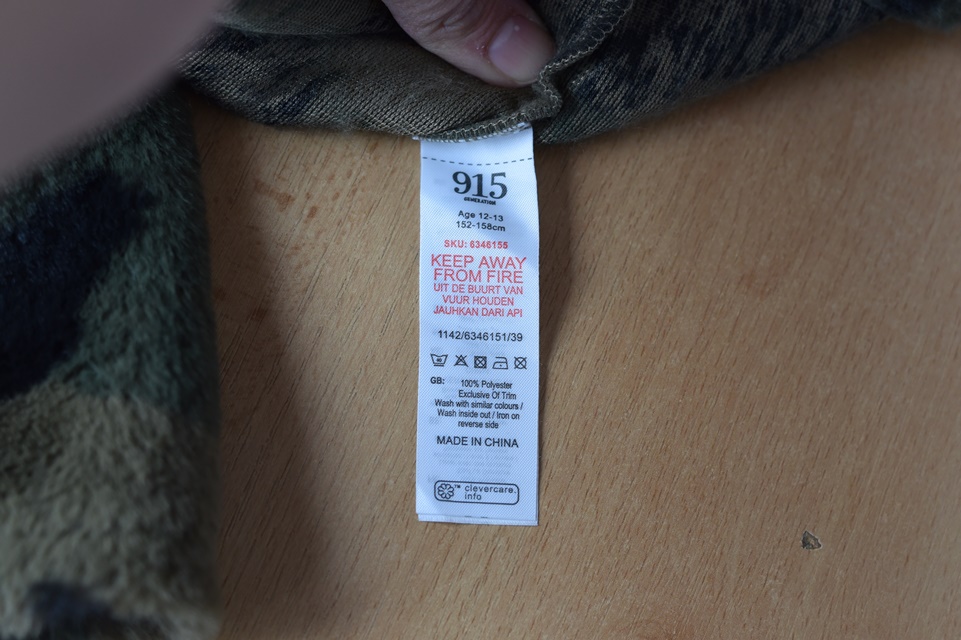 915
GENERATION
Age 12-13
152-158cm
SKU: 6346155
KEEP AWAY
FROM FIRE
UIT DE BUURT VAN
VUUR HOUDEN
JAUHKAN DARI API
1142/6346151/39
40
GB: 100% Polyester
Exclusive Of Trim
Wash with similar colours /
Wash inside out / Iron on
reverse side
MADE IN CHINA
™ clevercare.
info